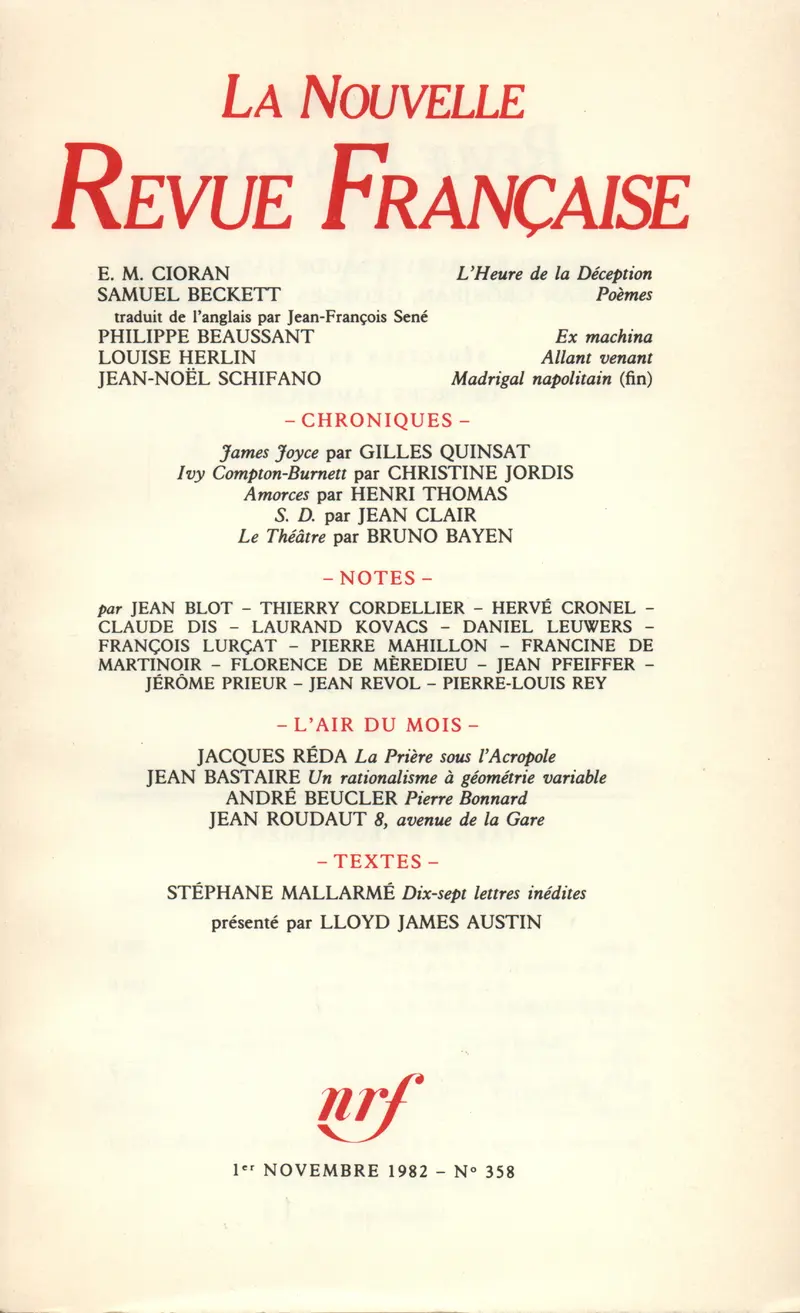 LA NOUVELLE
REVUE FRANÇAISE
E. M. CIORAN L'Heure de la Déception
SAMUEL BECKETT Poèmes
traduit de l'anglais par Jean-François Sené
PHILIPPE BEAUSSANT Ex machina
LOUISE HERLIN Allant venant
JEAN-NOËL SCHIFANO Madrigal napolitain (fin)
– CHRONIQUES –
James Joyce par GILLES QUINSAT
Ivy Compton-Burnett par CHRISTINE JORDIS
Amorces par HENRI THOMAS
S. D. par JEAN CLAIR
Le Théâtre par BRUNO BAYEN
– NOTES –
par JEAN BLOT – THIERRY CORDELLIER – HERVÉ CRONEL –
CLAUDE DIS – LAURAND KOVACS – DANIEL LEUWERS –
FRANÇOIS LURÇAT – PIERRE MAHILLON – FRANCINE DE
MARTINOIR – FLORENCE DE MÈREDIEU – JEAN PFEIFFER –
JÉRÔME PRIEUR – JEAN REVOL – PIERRE-LOUIS REY
– L'AIR DU MOIS –
JACQUES RÉDA La Prière sous l'Acropole
JEAN BASTAIRE Un rationalisme à géométrie variable
ANDRÉ BEUCLER Pierre Bonnard
JEAN ROUDAUT 8, avenue de la Gare
– TEXTES –
STÉPHANE MALLARMÉ Dix-sept lettres inédites
présenté par LLOYD JAMES AUSTIN
nrf
1er NOVEMBRE 1982 – Nº 358